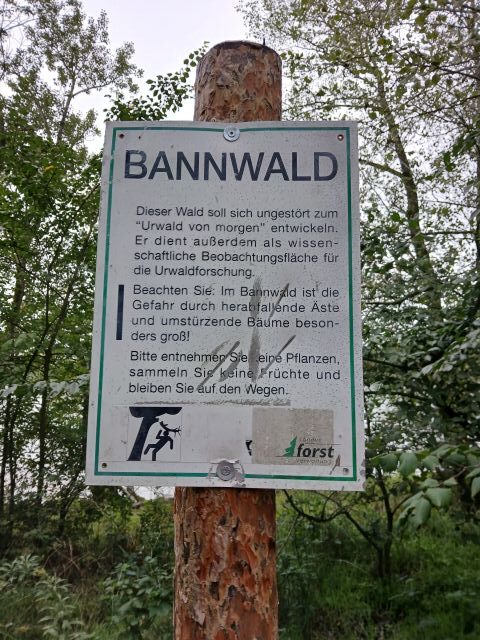 BANNWALD
Dieser Wald soll sich ungestört zum
"Urwald von morgen" entwickeln.
Er dient außerdem als wissen-
schaftliche Beobachtungsfläche für
die Urwaldforschung.
Beachten Sie: Im Bannwald ist die
Gefahr durch herabfallende Äste
und umstürzende Bäume beson-
ders groß!
Bitte entnehmen Sie keine Pflanzen,
sammeln Sie keine Früchte und
bleiben Sie auf den Wegen.
Landes
forst
verwaltung